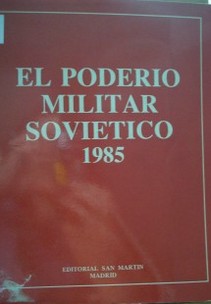 EL PODERIO
MILITAR
SOVIETICO
1985
EDITORIAL SAN MARTIN
MADRID